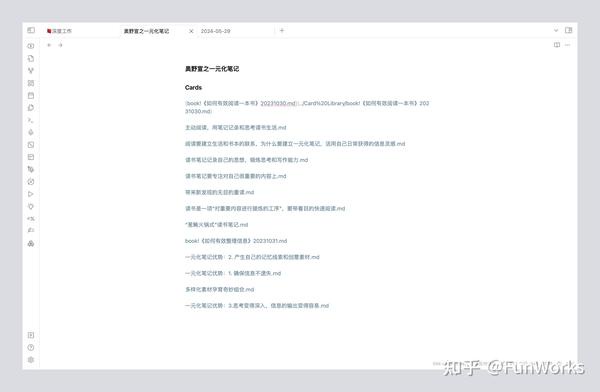 深度工作
奥野宣之一元化笔记
2024-05-29
奥野宣之一元化笔记
Cards
[book!《如何有效阅读一本书》20231030.md](../Card%20Library/book!《如何有效阅读一本书》202
31030.md)
主动阅读，用笔记记录和思考读书生活.md
阅读要建立生活和书本的联系，为什么要建立一元化笔记，活用自己日常获得的信息灵感.md
读书笔记记录自己的思想，锻炼思考和写作能力.md
读书笔记要专注对自己很重要的内容上.md
带来新发现的无目的重读.md
读书是一项“对重要内容进行提炼的工序”，要带着目的快速阅读.md
“葱鲔火锅式”读书笔记.md
book!《如何有效整理信息》20231031.md
一元化笔记优势：2. 产生自己的记忆线索和创意素材.md
一元化笔记优势：1. 确保信息不遗失.md
多样化素材孕育奇妙组合.md
一元化笔记优势：3.思考变得深入，信息的输出变得容易.md
知乎 @FunWorks